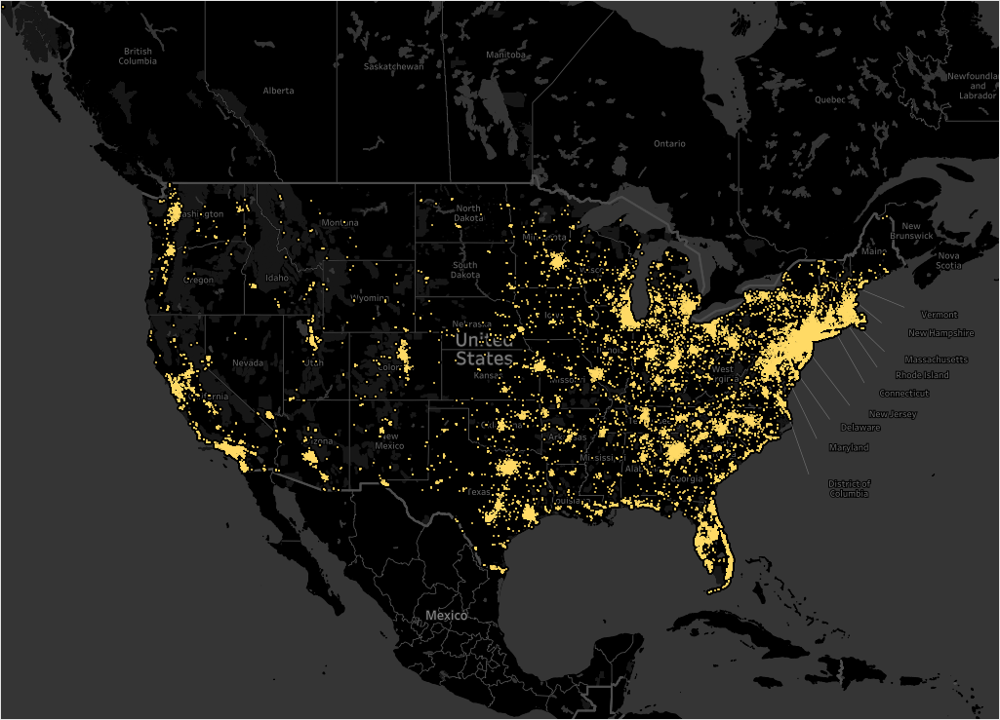 British
Columbia
Alberta
Saskatchewan
Manitoba
Ontario
Quebec
Newfoundlan
and
Labrador
New
Brunswick
Nova
Scotia
Maine
Montana
North
Dakota
South
Dakota
Oregon
Idaho
Wyoming
Nebraska
Nevada
Utah
United
States
Kansas
West
New
Mexico
Texas
Georgia
Mexico
Vermont
New Hampshire
Massachusetts
Rhode Island
Connecticut
New Jersey
Delaware
Maryland
District of
Columbia